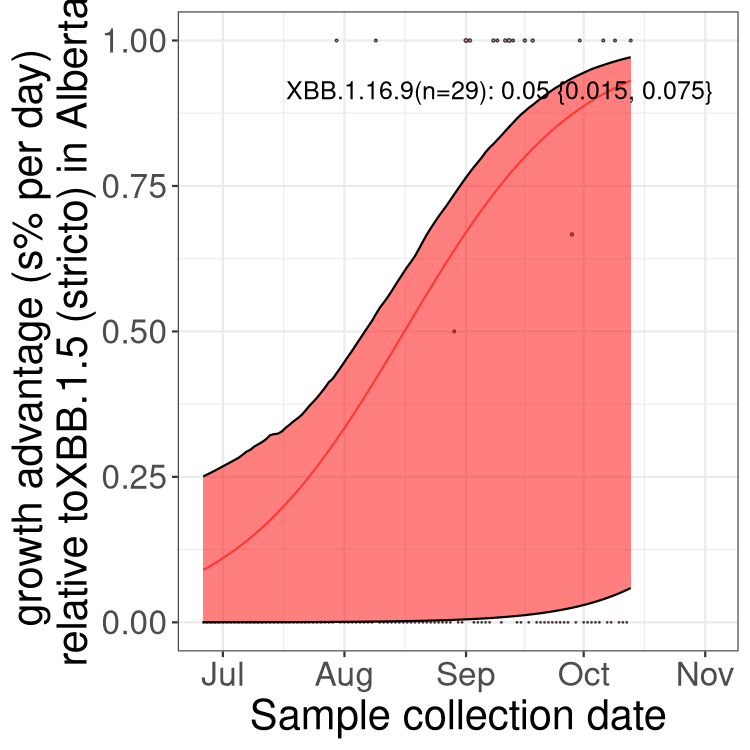 growth advantage (s% per day)
relative toXBB.1.5 (stricto) in Alberta
1.00
0.75
0.50
0.25
0.00
XBB.1.16.9(n=29): 0.05 {0.015, 0.075}
Jul Aug Sep Oct Nov
Sample collection date